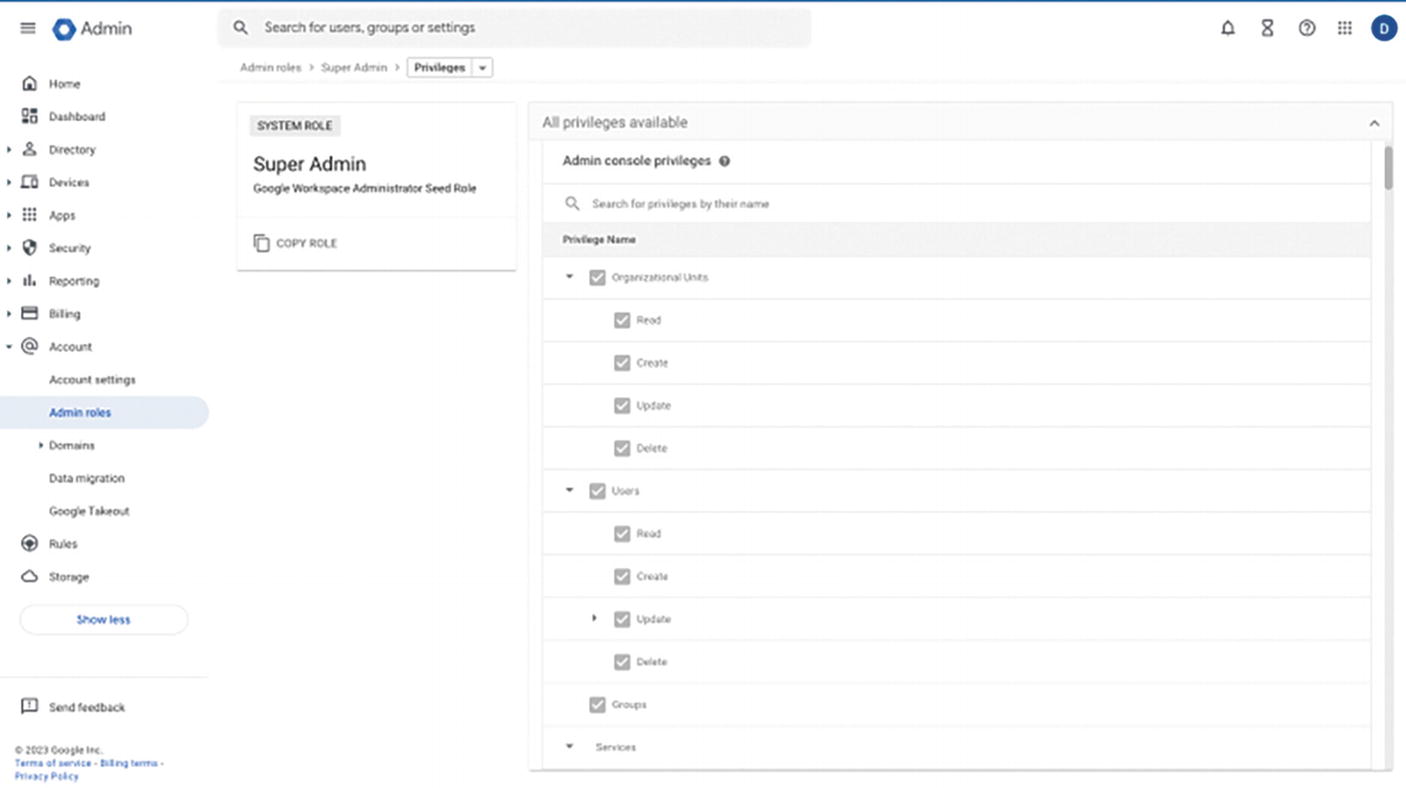 Admin
Search for users, groups or settings
D
Admin roles > Super Admin > Privileges
Home
Dashboard
Directory
Devices
Apps
Security
Reporting
Billing
Account
Account settings
Admin roles
Domains
Data migration
Google Takeout
Rules
Storage
Show less
Send feedback
© 2023 Google Inc.
Terms of service - Billing terms -
Privacy Policy
SYSTEM ROLE
Super Admin
Google Workspace Administrator Seed Role
COPY ROLE
All privileges available
Admin console privileges
Search for privileges by their name
Privilege Name
Organizational Units
Read
Create
Update
Delete
Users
Read
Create
Update
Delete
Groups
Services